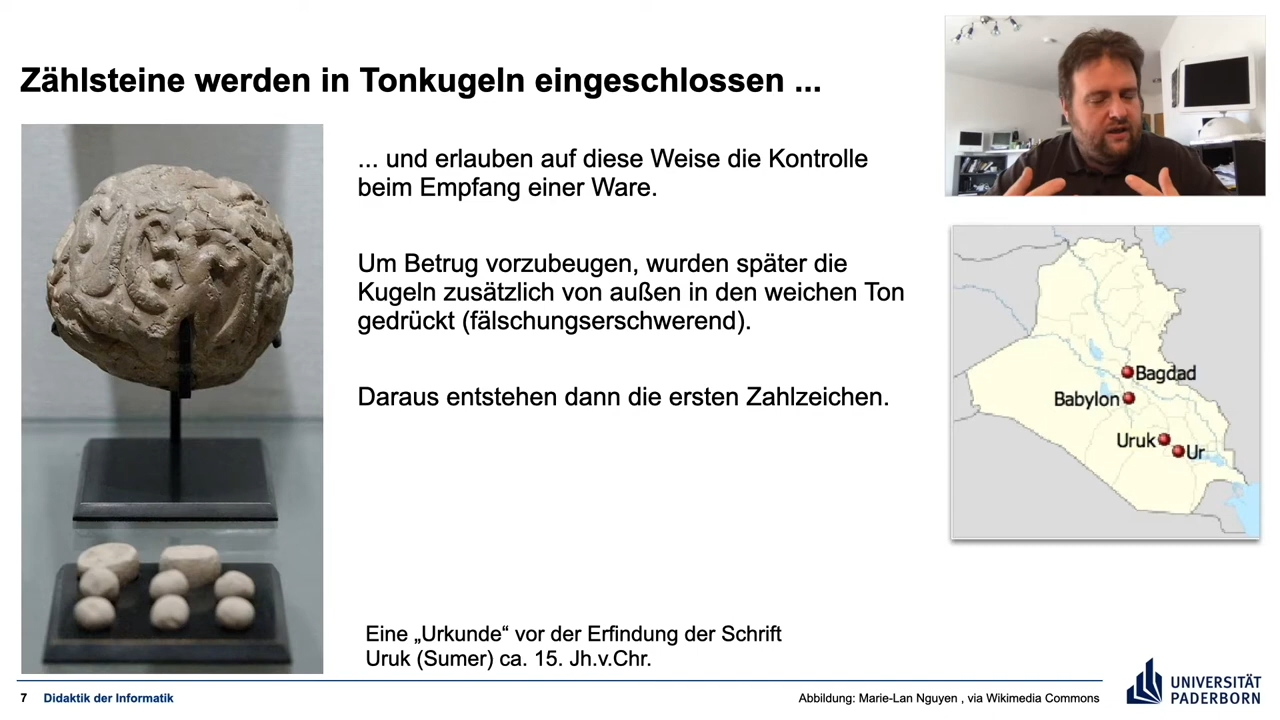 Zählsteine werden in Tonkugeln eingeschlossen ...
... und erlauben auf diese Weise die Kontrolle
beim Empfang einer Ware.
Um Betrug vorzubeugen, wurden später die
Kugeln zusätzlich von außen in den weichen Ton
gedrückt (fälschungserschwerend).
Daraus entstehen dann die ersten Zahlzeichen.
Bagdad
Babylon
Uruk
Ur
Eine „Urkunde“ vor der Erfindung der Schrift
Uruk (Sumer) ca. 15. Jh.v.Chr.
7 Didaktik der Informatik
Abbildung: Marie-Lan Nguyen , via Wikimedia Commons
UNIVERSITÄT
PADERBORN